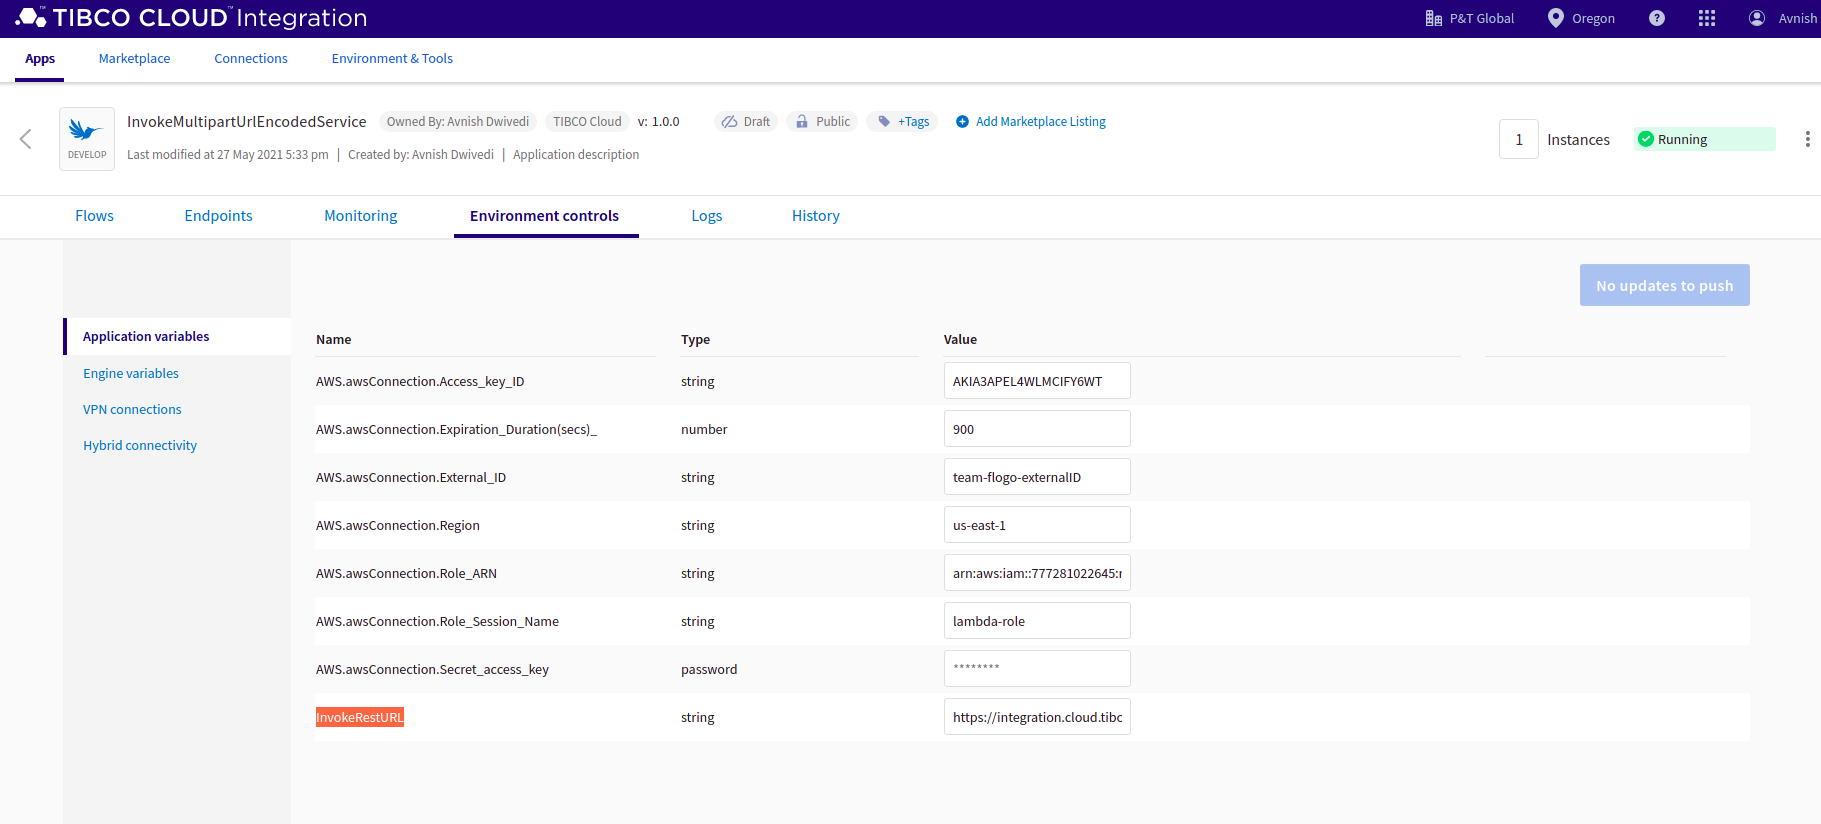 TIBCO CLOUD™ Integration
P&T Global
Oregon
?
Avnish
Apps
Marketplace
Connections
Environment & Tools
DEVELOP
InvokeMultipartUrlEncodedService
Owned By: Avnish Dwivedi
TIBCO Cloud
v: 1.0.0
Draft
Public
+Tags
Add Marketplace Listing
Last modified at 27 May 2021 5:33 pm | Created by: Avnish Dwivedi | Application description
1 Instances
Running
Flows
Endpoints
Monitoring
Environment controls
Logs
History
No updates to push
Application variables
Engine variables
VPN connections
Hybrid connectivity
Name Type Value
AWS.awsConnection.Access_key_ID string AKIA3APEL4WLMCIFY6WT
AWS.awsConnection.Expiration_Duration(secs)_ number 900
AWS.awsConnection.External_ID string team-flogo-externalID
AWS.awsConnection.Region string us-east-1
AWS.awsConnection.Role_ARN string arn:aws:iam::777281022645:r
AWS.awsConnection.Role_Session_Name string lambda-role
AWS.awsConnection.Secret_access_key password ********
InvokeRestURL string https://integration.cloud.tibc